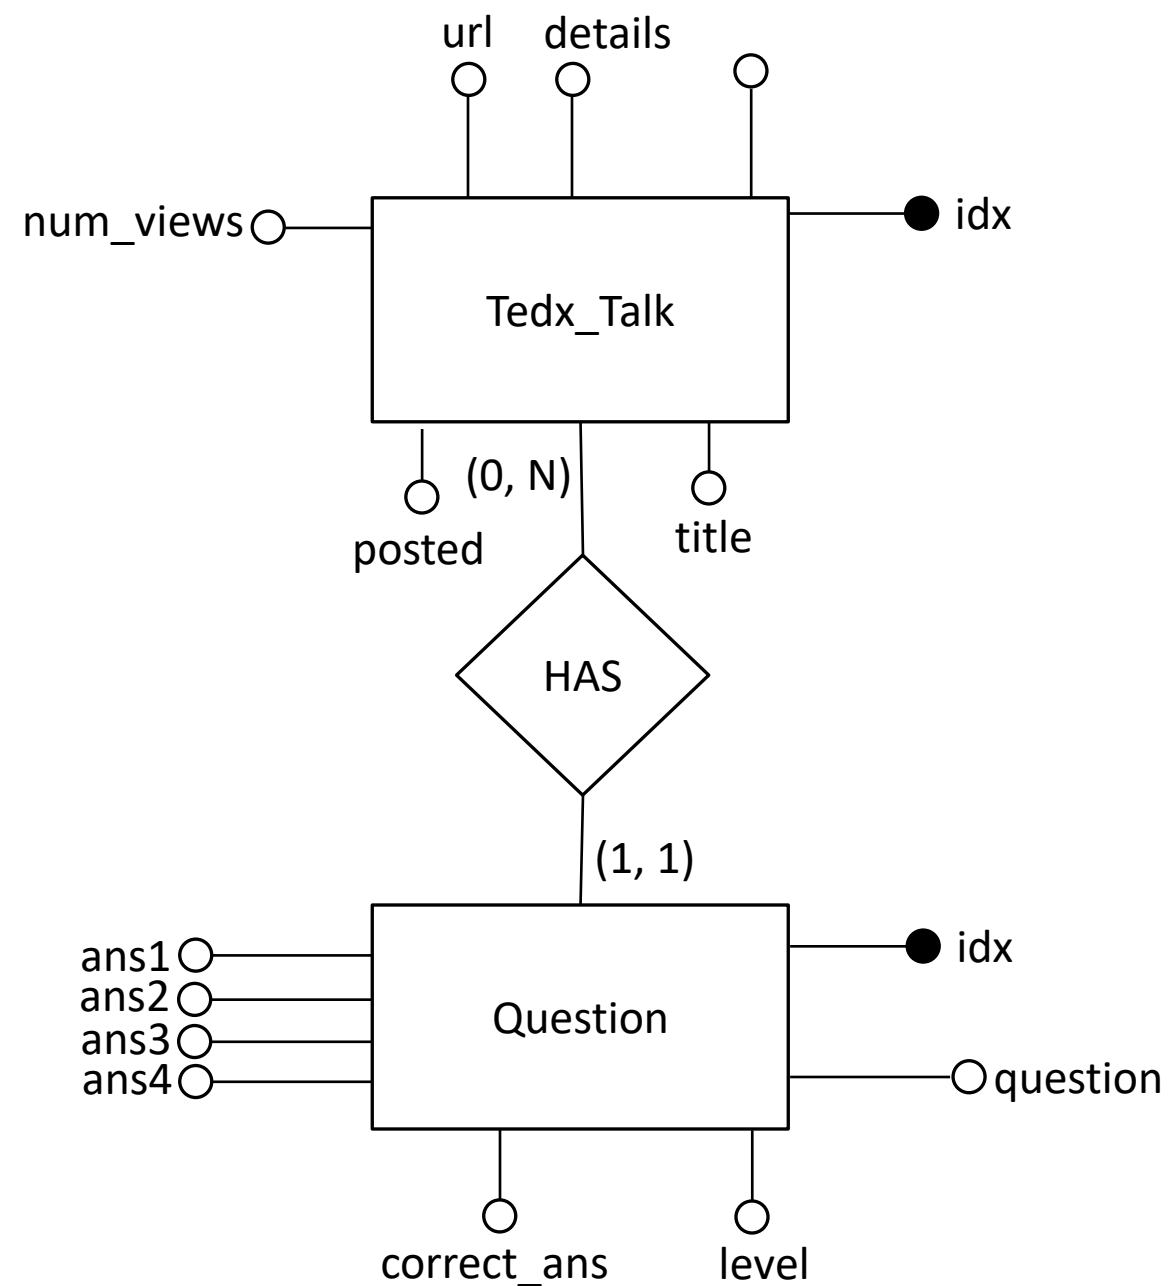 url details
num_views
idx
Tedx_Talk
(0, N)
posted
title
HAS
(1, 1)
ans1
ans2
ans3
ans4
idx
Question
question
correct_ans
level